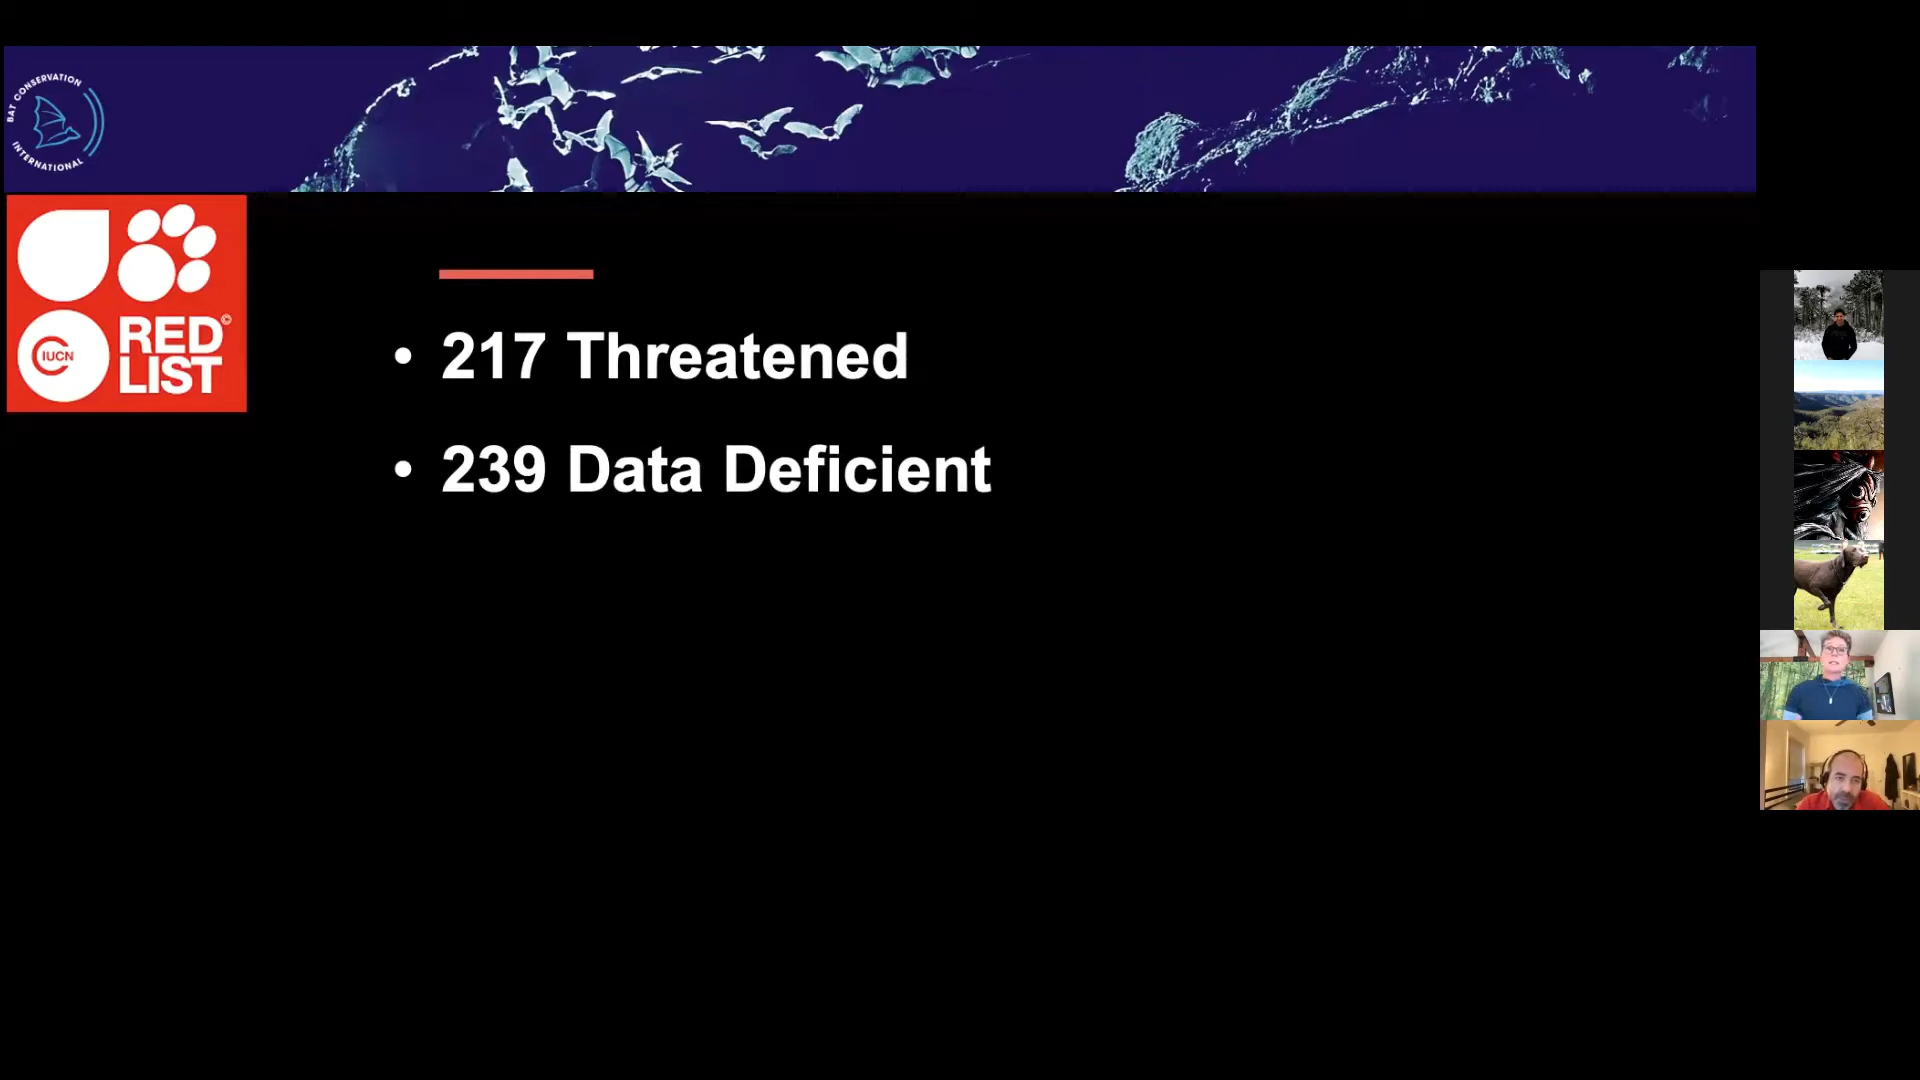 BAT CONSERVATION
INTERNATIONAL
IUCN
RED
LIST
©
• 217 Threatened
• 239 Data Deficient